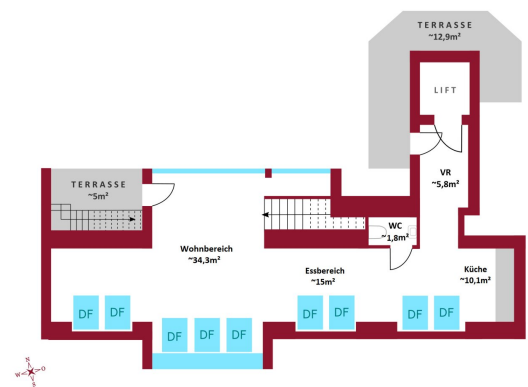 TERRASSE
~12,9m²
LIFT
VR
~5,8m²
TERRASSE
~5m²
WC
~1,8m²
Wohnbereich
~34,3m²
Essbereich
~15m²
Küche
~10,1m²
DF
DF
DF
DF
DF
DF
DF
DF
DF
N
W
O
S